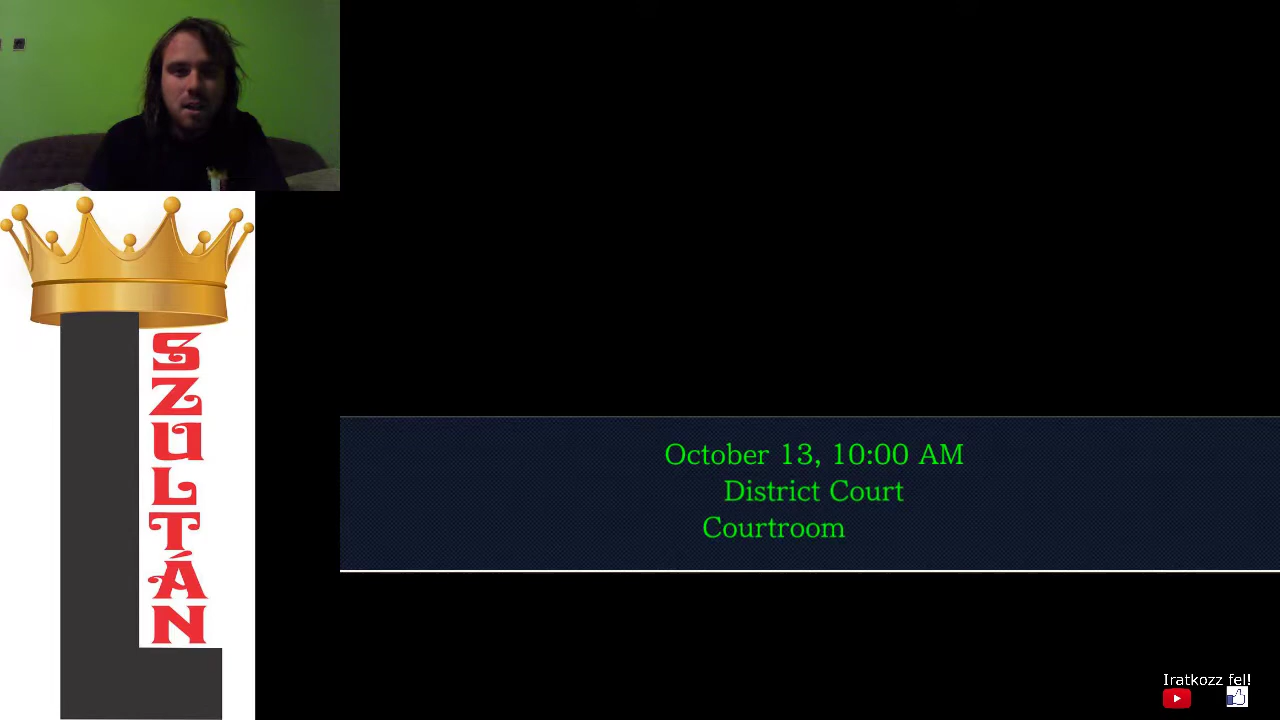 SZULTÁN
October 13, 10:00 AM
District Court
Courtroom
Iratkozz fel!